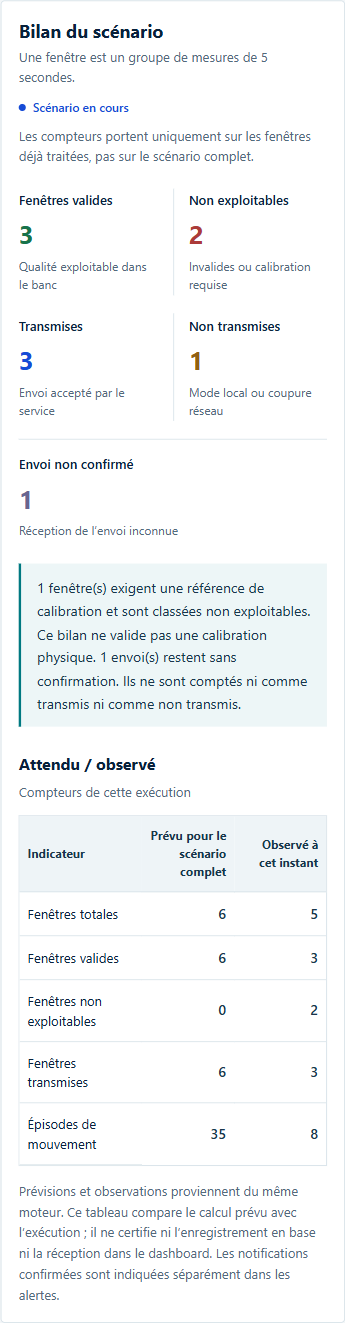 Bilan du scénario
Une fenêtre est un groupe de mesures de 5
secondes.
Scénario en cours
Les compteurs portent uniquement sur les fenêtres
déjà traitées, pas sur le scénario complet.
Fenêtres valides
3
Qualité exploitable dans
le banc
Non exploitables
2
Invalides ou calibration
requise
Transmises
3
Envoi accepté par le
service
Non transmises
1
Mode local ou coupure
réseau
Envoi non confirmé
1
Réception de l'envoi inconnue
1 fenêtre(s) exigent une référence de
calibration et sont classées non exploitables.
Ce bilan ne valide pas une calibration
physique. 1 envoi(s) restent sans
confirmation. Ils ne sont comptés ni comme
transmis ni comme non transmis.
Attendu / observé
Compteurs de cette exécution
Indicateur
Prévu pour le
scénario
complet
Observé à
cet instant
Fenêtres totales 6 5
Fenêtres valides 6 3
Fenêtres non
exploitables 0 2
Fenêtres
transmises 6 3
Épisodes de
mouvement 35 8
Prévisions et observations proviennent du même
moteur. Ce tableau compare le calcul prévu avec
l'exécution ; il ne certifie ni l'enregistrement en base
ni la réception dans le dashboard. Les notifications
confirmées sont indiquées séparément dans les
alertes.